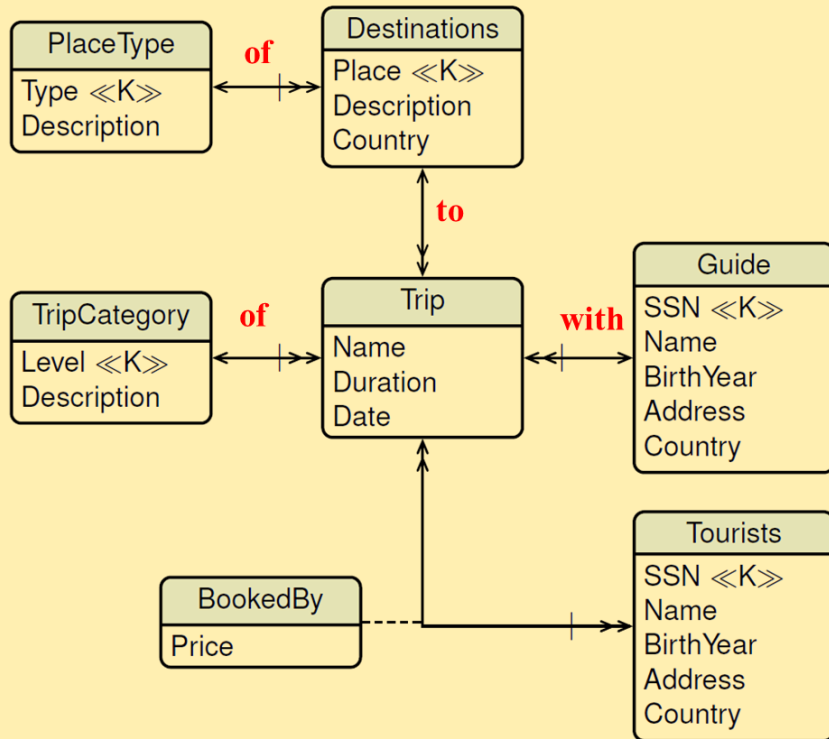 PlaceType
Type ≪K≫
Description
of
Destinations
Place ≪K≫
Description
Country
to
TripCategory
Level ≪K≫
Description
of
Trip
Name
Duration
Date
with
Guide
SSN ≪K≫
Name
BirthYear
Address
Country
BookedBy
Price
Tourists
SSN ≪K≫
Name
BirthYear
Address
Country